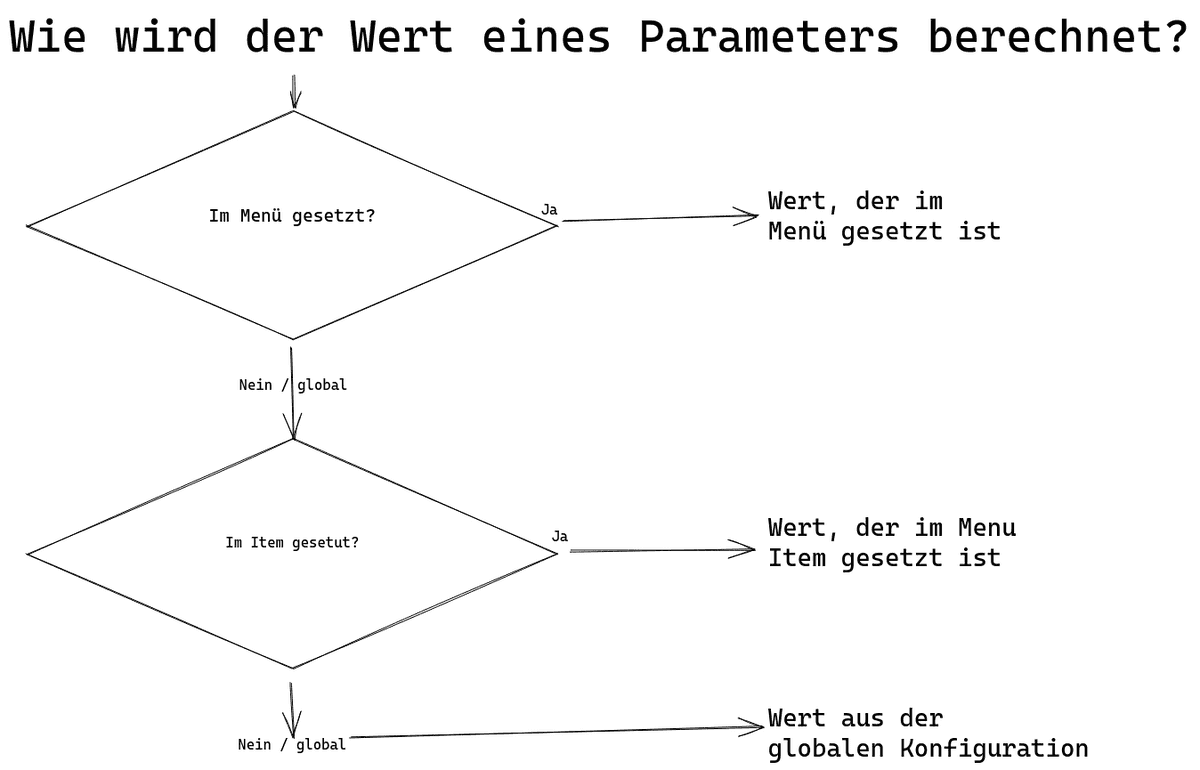 Wie wird der Wert eines Parameters berechnet?
Im Menü gesetzt?
Ja
Wert, der im
Menü gesetzt ist
Nein / global
Im Item gesetut?
Ja
Wert, der im Menu
Item gesetzt ist
Nein / global
Wert aus der
globalen Konfiguration